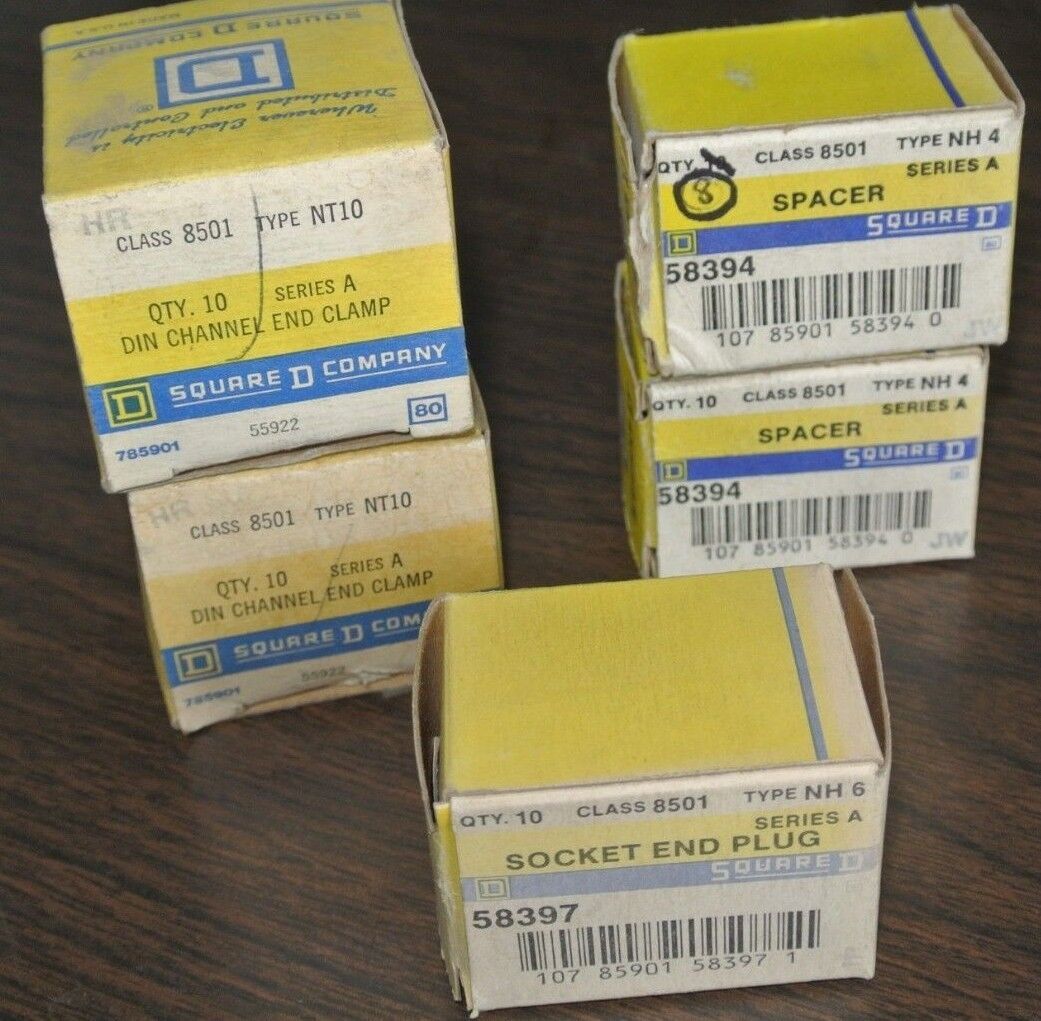 SQUARE D COMPANY
MADE IN U.S.A.
D
Wherever Electricity is
Distributed and Controlled
®
HR
CLASS 8501 TYPE NT10
QTY. 10 SERIES A
DIN CHANNEL END CLAMP
D SQUARE D COMPANY
785901 55922 80
HR
CLASS 8501 TYPE NT10
QTY. 10 SERIES A
DIN CHANNEL END CLAMP
D SQUARE D COM
785901 55922
QTY. CLASS 8501 TYPE NH 4
8 SERIES A
SPACER
D SQUARE D
58394 80
107 85901 58394 0 JW
QTY. 10 CLASS 8501 TYPE NH 4
SERIES A
SPACER
D SQUARE D
58394
107 85901 58394 0 JW
QTY. 10 CLASS 8501 TYPE NH 6
SERIES A
SOCKET END PLUG
D SQUARE D
58397
107 85901 58397 1